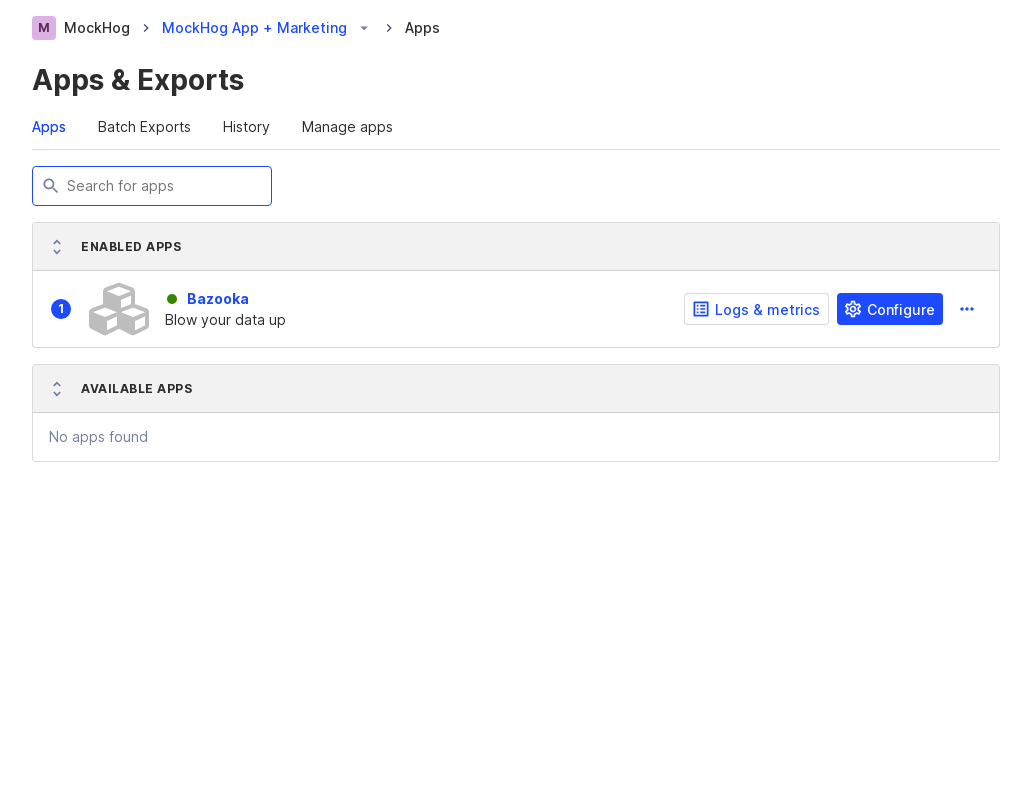 M MockHog MockHog App + Marketing Apps
Apps & Exports
Apps Batch Exports History Manage apps
Search for apps
ENABLED APPS
1 Bazooka
Blow your data up
Logs & metrics Configure
AVAILABLE APPS
No apps found